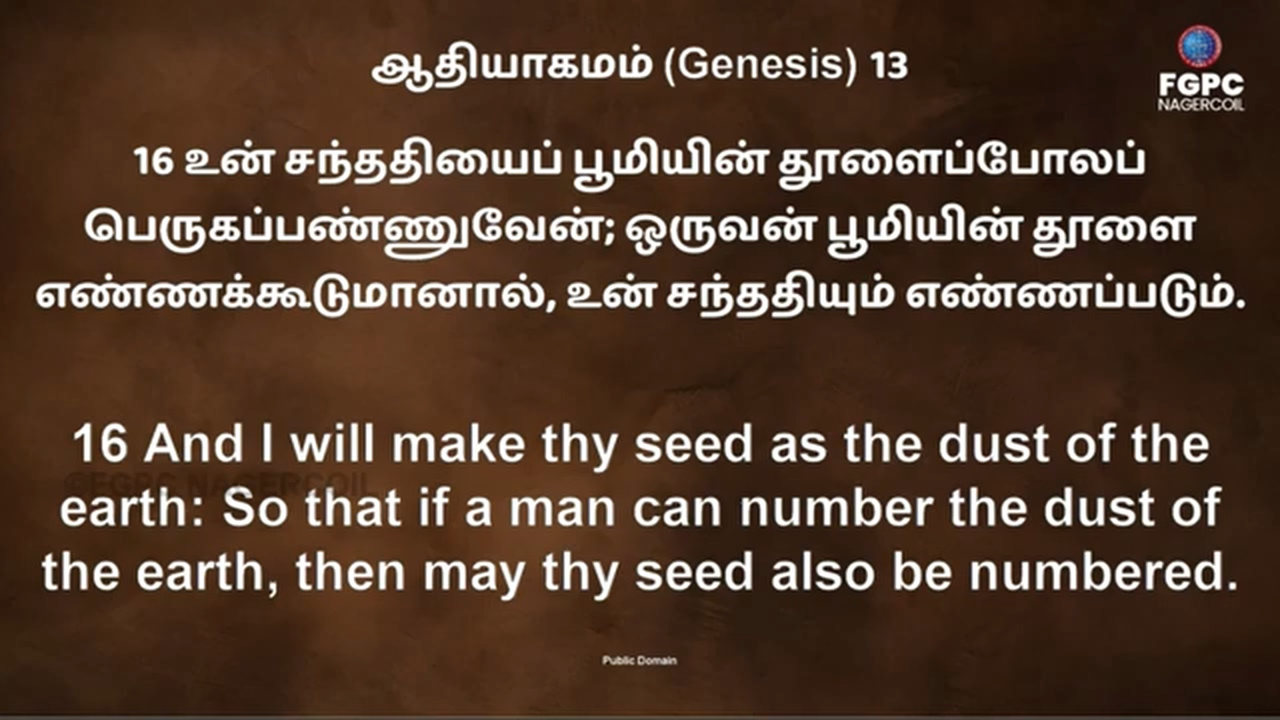 ஆதியாகமம் (Genesis) 13
FGPC
NAGERCOIL
16 உன் சந்ததியைப் பூமியின் தூளைப்போலப்
பெருகப்பண்ணுவேன்; ஒருவன் பூமியின் தூளை
எண்ணக்கூடுமானால், உன் சந்ததியும் எண்ணப்படும்.
16 And I will make thy seed as the dust of the
©FGPC NAGERCOIL
earth: So that if a man can number the dust of
the earth, then may thy seed also be numbered.
Public Domain